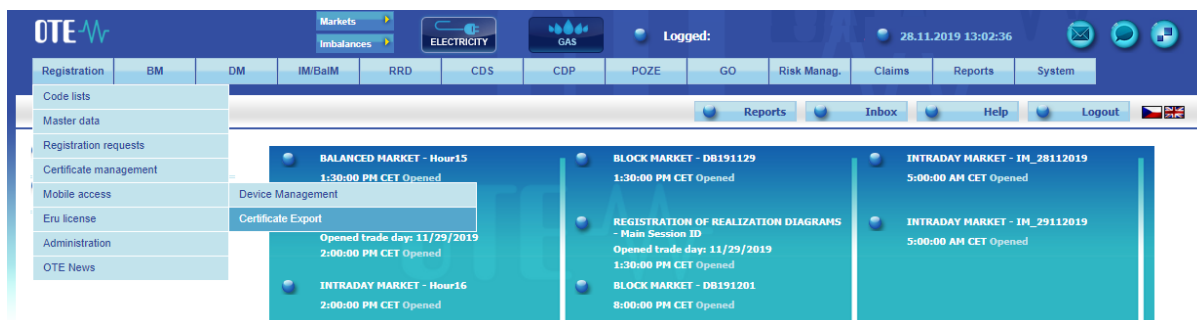 OTE
Markets
Imbalances
ELECTRICITY
GAS
Logged:
28.11.2019 13:02:36
Registration BM DM IM/BalM RRD CDS CDP POZE GO Risk Manag. Claims Reports System
Code lists
Master data
Registration requests
Certificate management
Mobile access
Eru license
Administration
OTE News
Device Management
Certificate Export
Reports Inbox Help Logout
BALANCED MARKET - Hour15
1:30:00 PM CET Opened
Opened trade day: 11/29/2019
2:00:00 PM CET Opened
INTRADAY MARKET - Hour16
2:00:00 PM CET Opened
BLOCK MARKET - DB191129
1:30:00 PM CET Opened
REGISTRATION OF REALIZATION DIAGRAMS
- Main Session ID
Opened trade day: 11/29/2019
1:30:00 PM CET Opened
BLOCK MARKET - DB191201
8:00:00 PM CET Opened
INTRADAY MARKET - IM_28112019
5:00:00 AM CET Opened
INTRADAY MARKET - IM_29112019
5:00:00 AM CET Opened